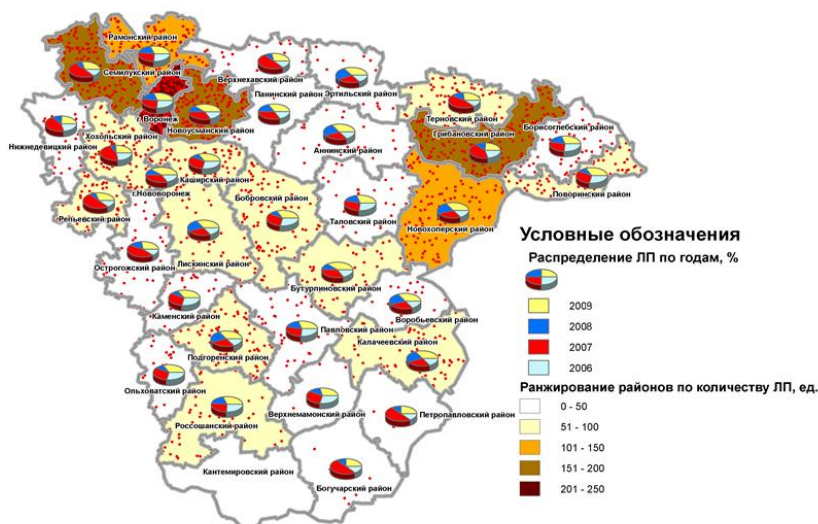 Рамонский район
Семилукский район
Верхнехавский район
Эртильский район
Панинский район
г. Воронеж
Новоусманский район
Терновский район
Грибановский район
Борисоглебский район
Хохольский район
Нижнедевицкий район
Аннинский район
Каширский район
Поворинский район
г.Нововоронеж
Бобровский район
Таловский район
Репьевский район
Новохоперский район
Лискинский район
Острогожский район
Бутурлиновский район
Каменский район
Воробьевский район
Павловский район
Калачеевский район
Подгоренский район
Ольховатский район
Верхнемамонский район
Петропавловский район
Россошанский район
Кантемировский район
Богучарский район
Условные обозначения
Распределение ЛП по годам, %
2009
2008
2007
2006
Ранжирование районов по количеству ЛП, ед.
0 - 50
51 - 100
101 - 150
151 - 200
201 - 250